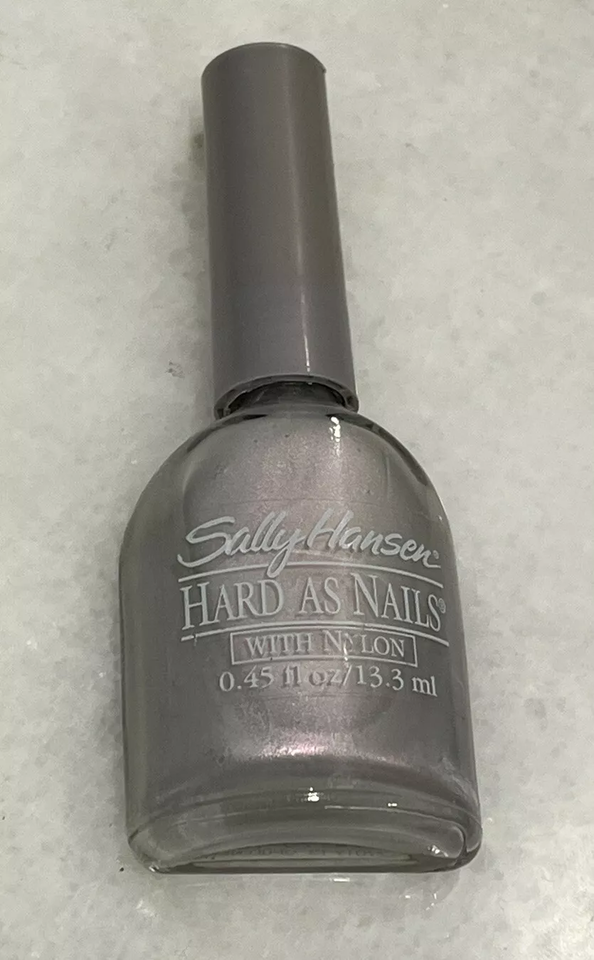 Sally Hansen®
HARD AS NAILS®
WITH NYLON
0.45 fl oz/13.3 ml